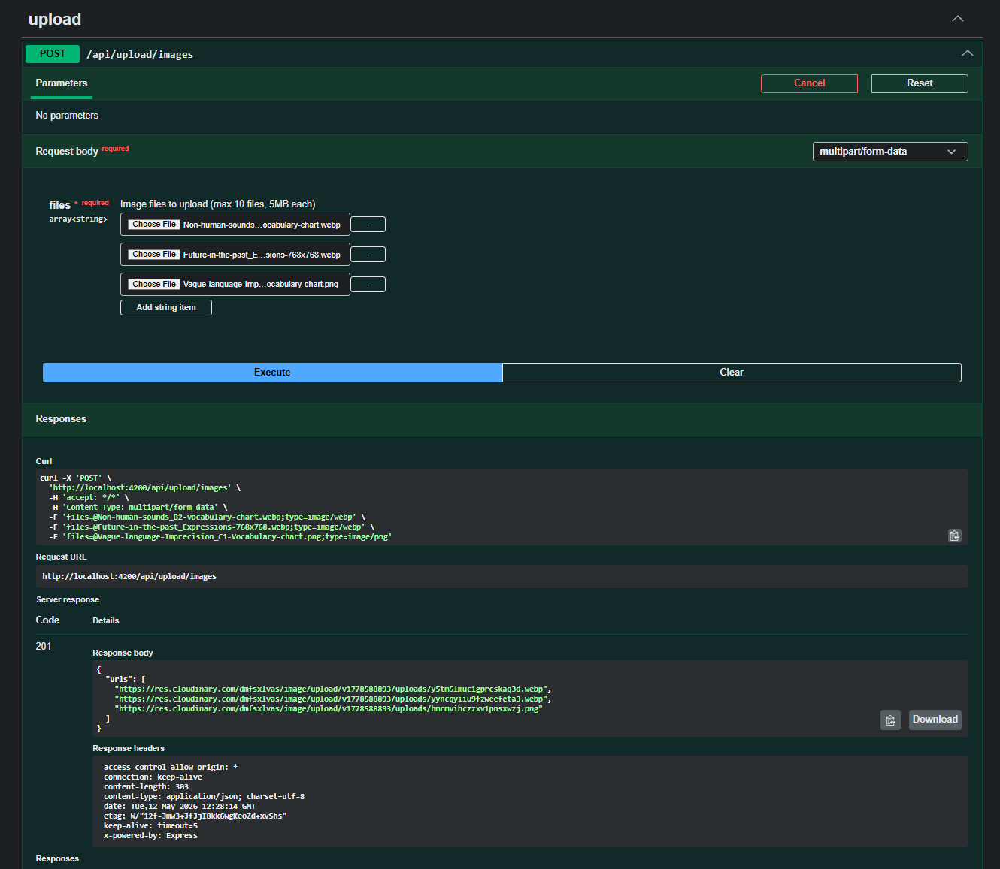 upload
POST /api/upload/images
Parameters
Cancel
Reset
No parameters
Request body required
multipart/form-data
files * required
array<string>
Image files to upload (max 10 files, 5MB each)
Choose File Non-human-sounds...ocabulary-chart.webp -
Choose File Future-in-the-past_E...sions-768x768.webp -
Choose File Vague-language-Imp...ocabulary-chart.png -
Add string item
Execute
Clear
Responses
Curl
curl -X 'POST' \
'http://localhost:4200/api/upload/images' \
-H 'accept: */*' \
-H 'Content-Type: multipart/form-data' \
-F 'files=@Non-human-sounds_B2-vocabulary-chart.webp;type=image/webp' \
-F 'files=@Future-in-the-past_Expressions-768x768.webp;type=image/webp' \
-F 'files=@Vague-language-Imprecision_C1-Vocabulary-chart.png;type=image/png'
Request URL
http://localhost:4200/api/upload/images
Server response
Code
Details
201
Response body
{
"urls": [
"https://res.cloudinary.com/dmfsxlvas/image/upload/v1778588893/uploads/y5tm5lmuc1gprcskaq3d.webp",
"https://res.cloudinary.com/dmfsxlvas/image/upload/v1778588893/uploads/yyncqyiiu9fzweefeta3.webp",
"https://res.cloudinary.com/dmfsxlvas/image/upload/v1778588893/uploads/hmrmvihczzxv1pnsxwzj.png"
]
}
Download
Response headers
access-control-allow-origin: *
connection: keep-alive
content-length: 303
content-type: application/json; charset=utf-8
date: Tue,12 May 2026 12:28:14 GMT
etag: W/"12f-Jmw3+JfJjI8kk6wgKeoZd+xvShs"
keep-alive: timeout=5
x-powered-by: Express
Responses